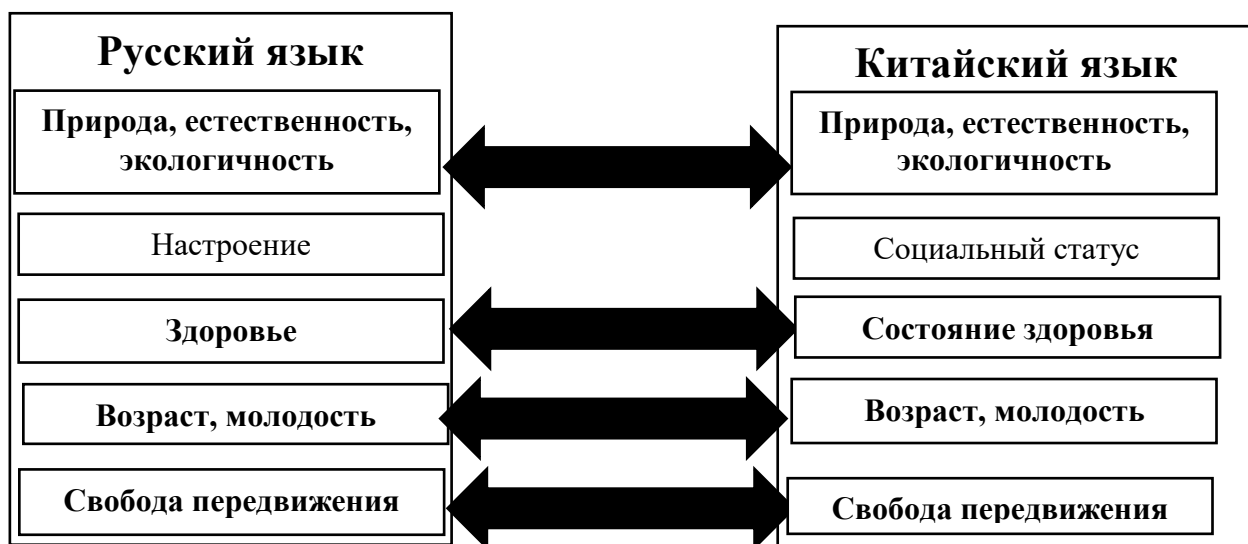 Русский язык
Природа, естественность,
экологичность
Настроение
Здоровье
Возраст, молодость
Свобода передвижения
Китайский язык
Природа, естественность,
экологичность
Социальный статус
Состояние здоровья
Возраст, молодость
Свобода передвижения